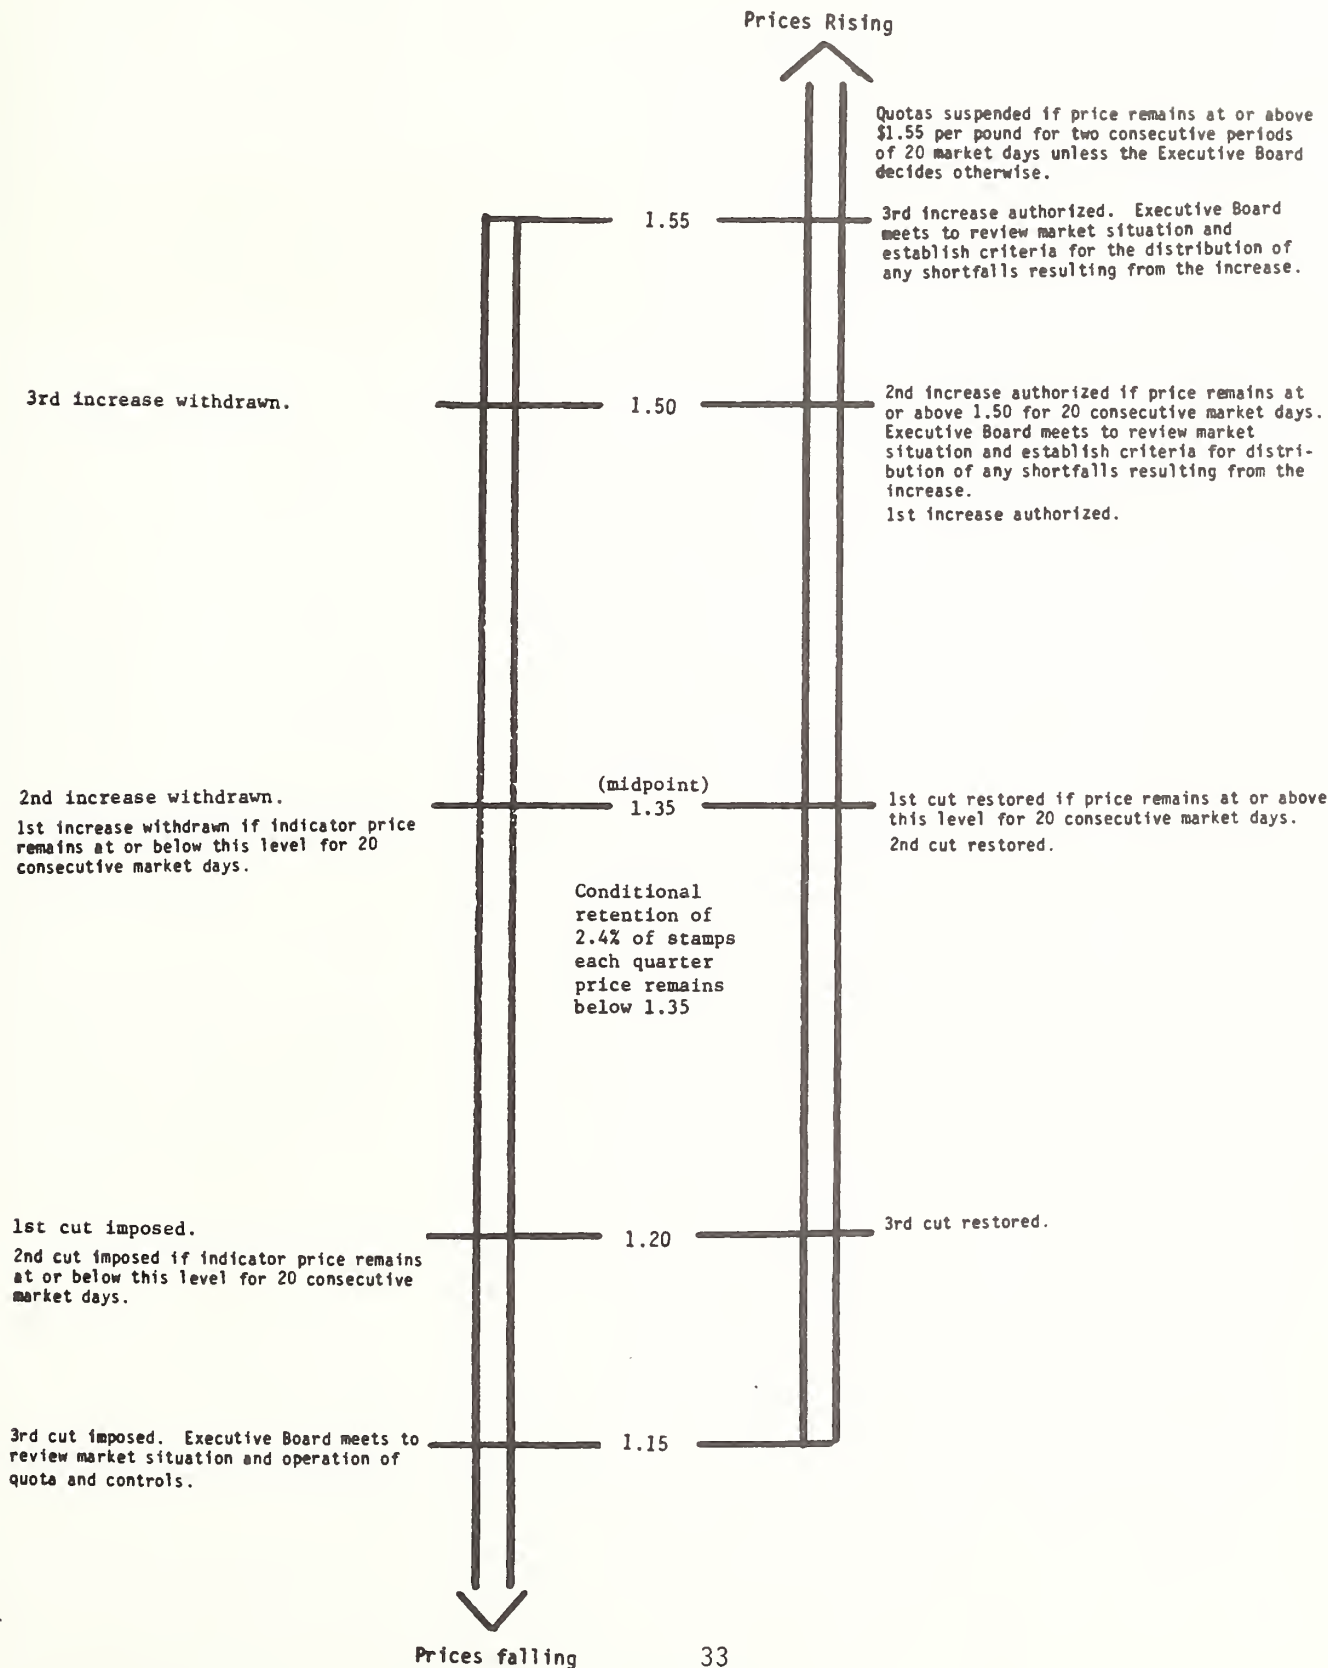 Prices Rising
Quotas suspended if price remains at or above
$1.55 per pound for two consecutive periods
of 20 market days unless the Executive Board
decides otherwise.
1.55
3rd increase authorized. Executive Board
meets to review market situation and
establish criteria for the distribution of
any shortfalls resulting from the increase.
3rd increase withdrawn.
1.50
2nd increase authorized if price remains at
or above 1.50 for 20 consecutive market days.
Executive Board meets to review market
situation and establish criteria for distri-
bution of any shortfalls resulting from the
increase.
1st increase authorized.
2nd increase withdrawn.
1st increase withdrawn if indicator price
remains at or below this level for 20
consecutive market days.
(midpoint)
1.35
1st cut restored if price remains at or above
this level for 20 consecutive market days.
2nd cut restored.
Conditional
retention of
2.4% of stamps
each quarter
price remains
below 1.35
1st cut imposed.
2nd cut imposed if indicator price remains
at or below this level for 20 consecutive
market days.
1.20
3rd cut restored.
3rd cut imposed. Executive Board meets to
review market situation and operation of
quota and controls.
1.15
Prices falling
33